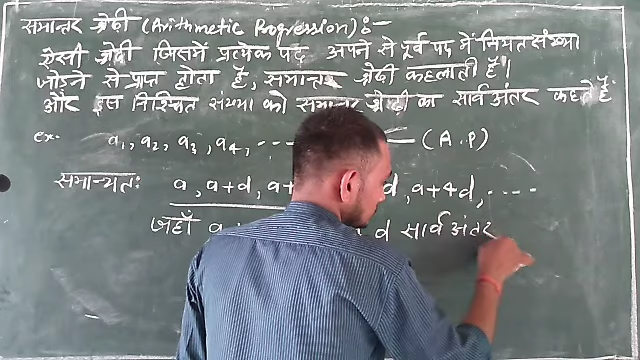 समान्तर श्रेढ़ी (Arithmetic Progression) :-
ऐसी श्रेढ़ी जिसमें प्रत्येक पद अपने से पूर्व पद में नियत संख्या
जोड़ने से प्राप्त होता है, समान्तर श्रेढ़ी कहलाती है।
और इस निश्चित संख्या को समान्तर श्रेढ़ी का सार्व अंतर कहते हैं
ex- a₁, a₂, a₃, a₄, ---- (A.P)
समान्यतः a, a+d, d, a+4d, ----
जहाँ a d सार्व अंतर